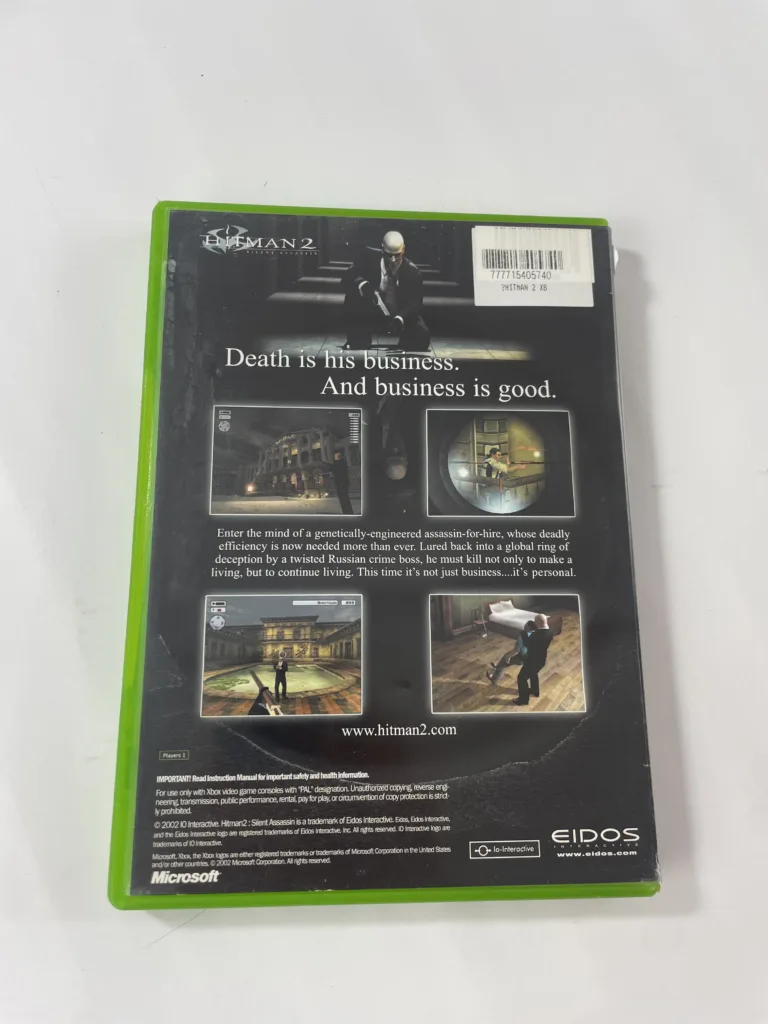 HITMAN 2
SILENT ASSASSIN
777715405740
?HITMAN 2 XB
Death is his business.
And business is good.
Enter the mind of a genetically-engineered assassin-for-hire, whose deadly
efficiency is now needed more than ever. Lured back into a global ring of
deception by a twisted Russian crime boss, he must kill not only to make a
living, but to continue living. This time it's not just business....it's personal.
www.hitman2.com
Players 1
IMPORTANT! Read Instruction Manual for important safety and health information.
For use only with Xbox video game consoles with "PAL" designation. Unauthorized copying, reverse engi-
neering, transmission, public performance, rental, pay for play, or circumvention of copy protection is strict-
ly prohibited.
© 2002 IO Interactive. Hitman2 : Silent Assassin is a trademark of Eidos Interactive. Eidos, Eidos Interactive,
and the Eidos Interactive logo are registered trademarks of Eidos Interactive, Inc. All rights reserved. IO Interactive logo are
trademarks of IO Interactive.
Microsoft, Xbox, the Xbox logos are either registered trademarks or trademarks of Microsoft Corporation in the United States
and/or other countries. © 2002 Microsoft Corporation. All rights reserved.
Microsoft
Io-Interactive
EIDOS
INTERACTIVE
www.eidos.com